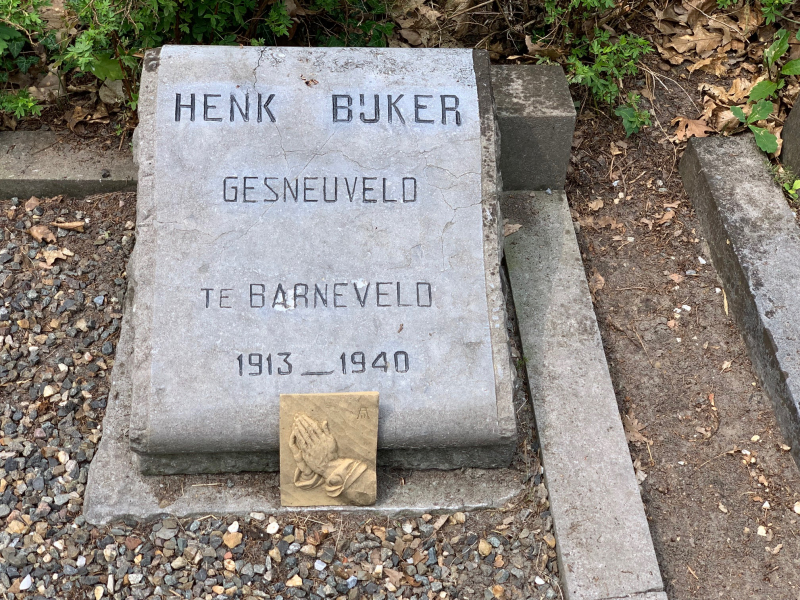 HENK BIJKER
GESNEUVELD
TE BARNEVELD
1913 — 1940